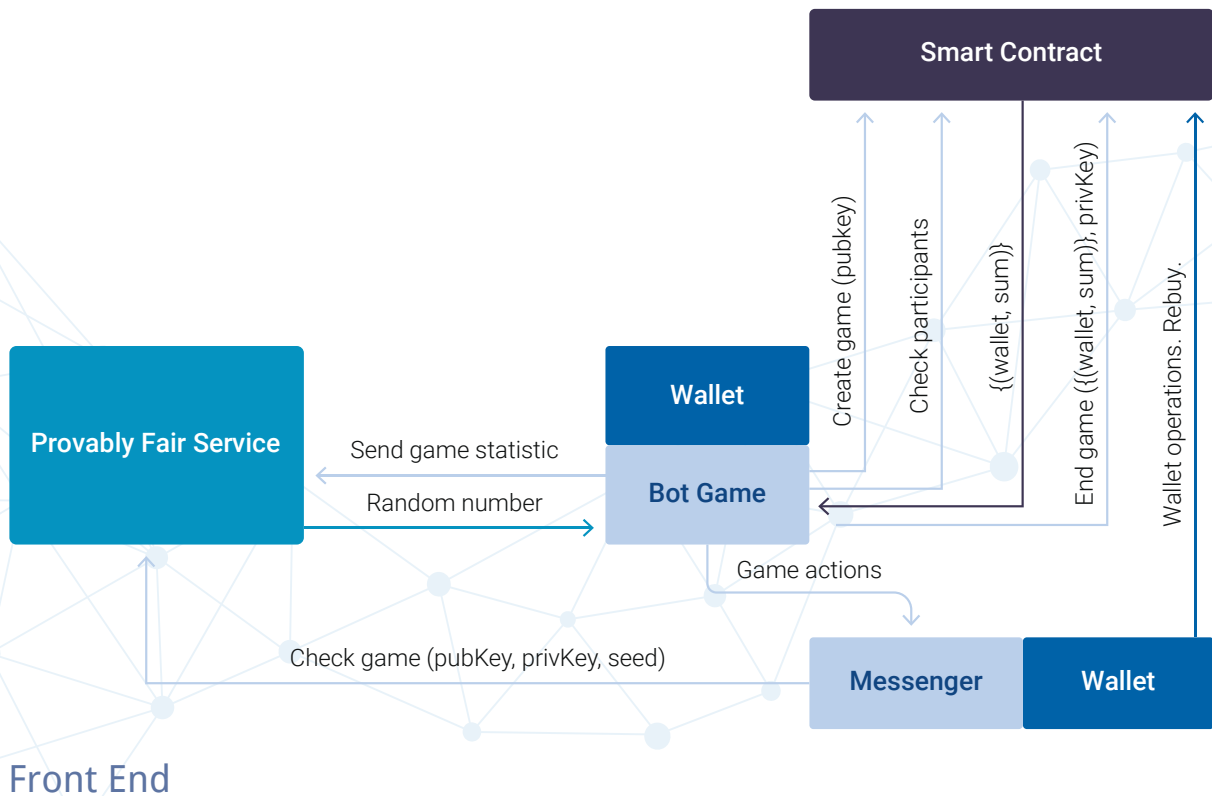 Smart Contract
Create game (pubkey)
Check participants
{(wallet, sum)}
End game ({(wallet, sum)}, privKey)
Wallet operations. Rebuy.
Wallet
Provably Fair Service
Send game statistic
Bot Game
Random number
Game actions
Check game (pubKey, privKey, seed)
Messenger
Wallet
Front End